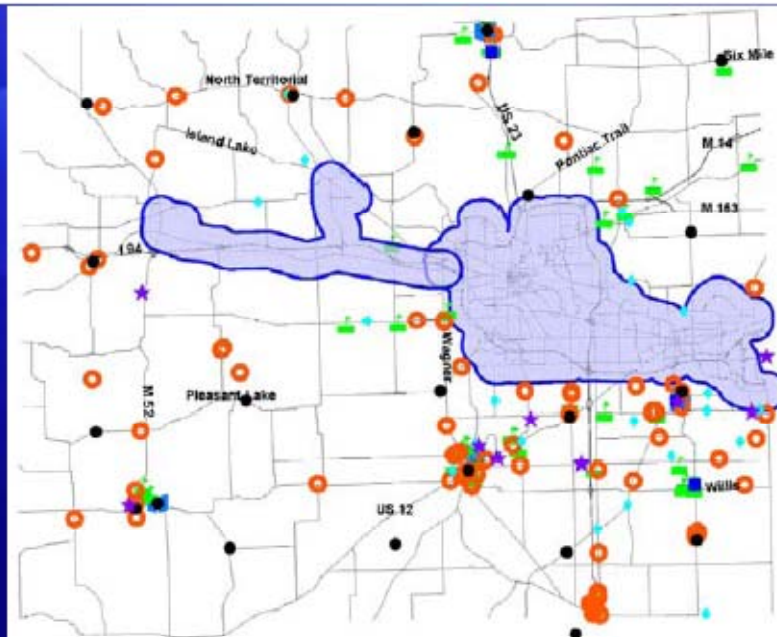 Six Mile
North Territorial
US 23
Island Lake
Pontiac Trail
M 14
M 153
I 94
Wagner
M 52
Pleasant Lake
Willis
US 12